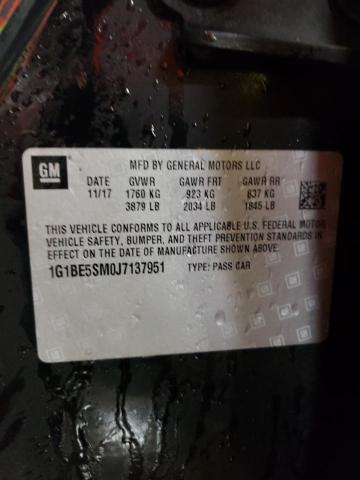 GM
MFD BY GENERAL MOTORS LLC
DATE GVWR GAWR FRT GAWR RR
11/17 1760 KG 923 KG 837 KG
3879 LB 2034 LB 1845 LB
THIS VEHICLE CONFORMS TO ALL APPLICABLE U.S. FEDERAL MOTOR
VEHICLE SAFETY, BUMPER, AND THEFT PREVENTION STANDARDS IN
EFFECT ON THE DATE OF MANUFACTURE SHOWN ABOVE.
1G1BE5SM0J7137951 TYPE: PASS CAR